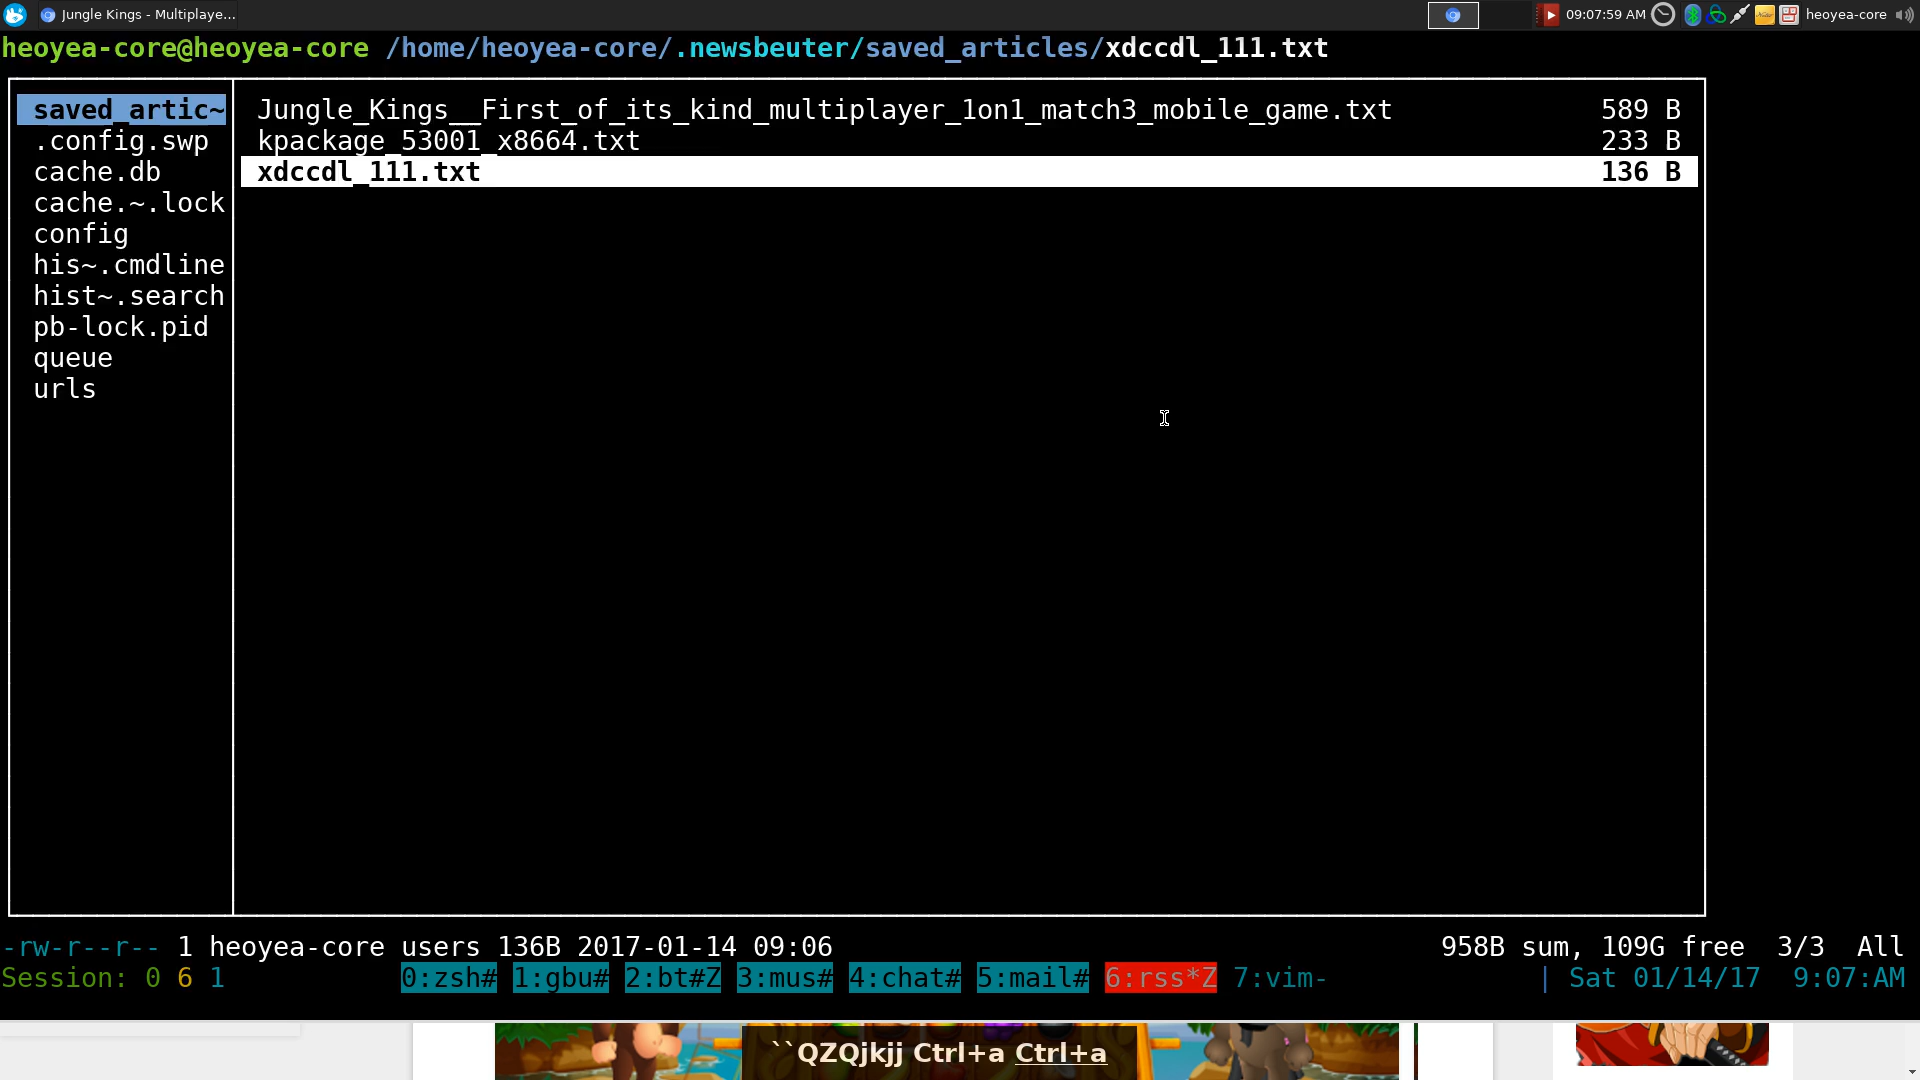 Jungle Kings - Multiplaye... 09:07:59 AM heoyea-core
heoyea-core@heoyea-core /home/heoyea-core/.newsbeuter/saved_articles/xdccdl_111.txt
saved_artic~ Jungle_Kings__First_of_its_kind_multiplayer_1on1_match3_mobile_game.txt 589 B
.config.swp kpackage_53001_x8664.txt 233 B
cache.db xdccdl_111.txt 136 B
cache.~.lock
config
his~.cmdline
hist~.search
pb-lock.pid
queue
urls
-rw-r--r-- 1 heoyea-core users 136B 2017-01-14 09:06 958B sum, 109G free 3/3 All
Session: 0 6 1 0:zsh# 1:gbu# 2:bt#Z 3:mus# 4:chat# 5:mail# 6:rss*Z 7:vim- | Sat 01/14/17 9:07:AM
``QZQjkjj Ctrl+a Ctrl+a